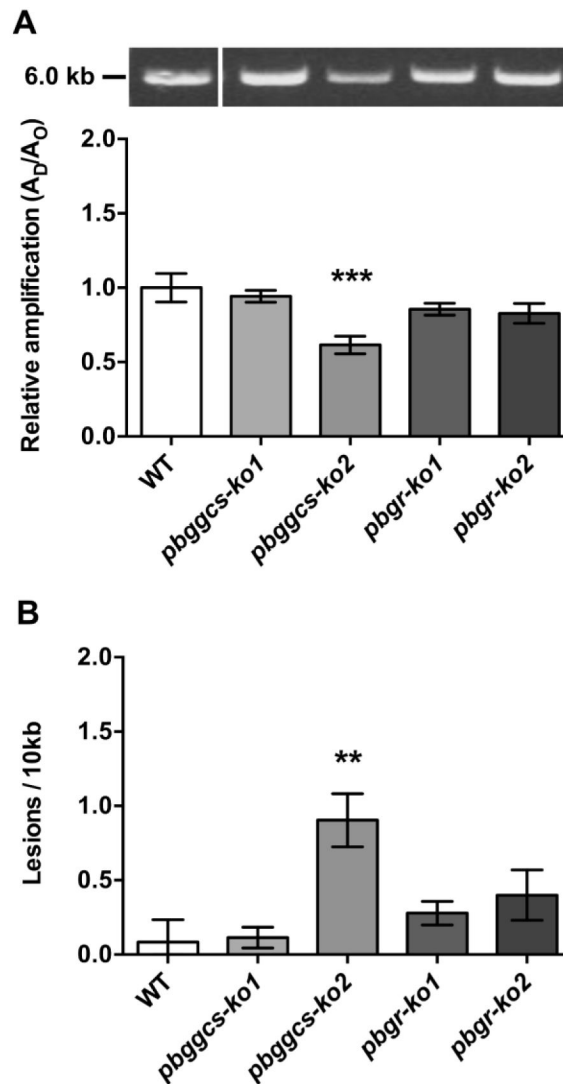 A
6.0 kb
Relative amplification (A_D/A_O)
2.0
1.5
1.0
0.5
0.0
***
WT
pbggcs-ko1
pbggcs-ko2
pbgr-ko1
pbgr-ko2
B
Lesions / 10kb
2.0
1.5
1.0
0.5
0.0
**
WT
pbggcs-ko1
pbggcs-ko2
pbgr-ko1
pbgr-ko2